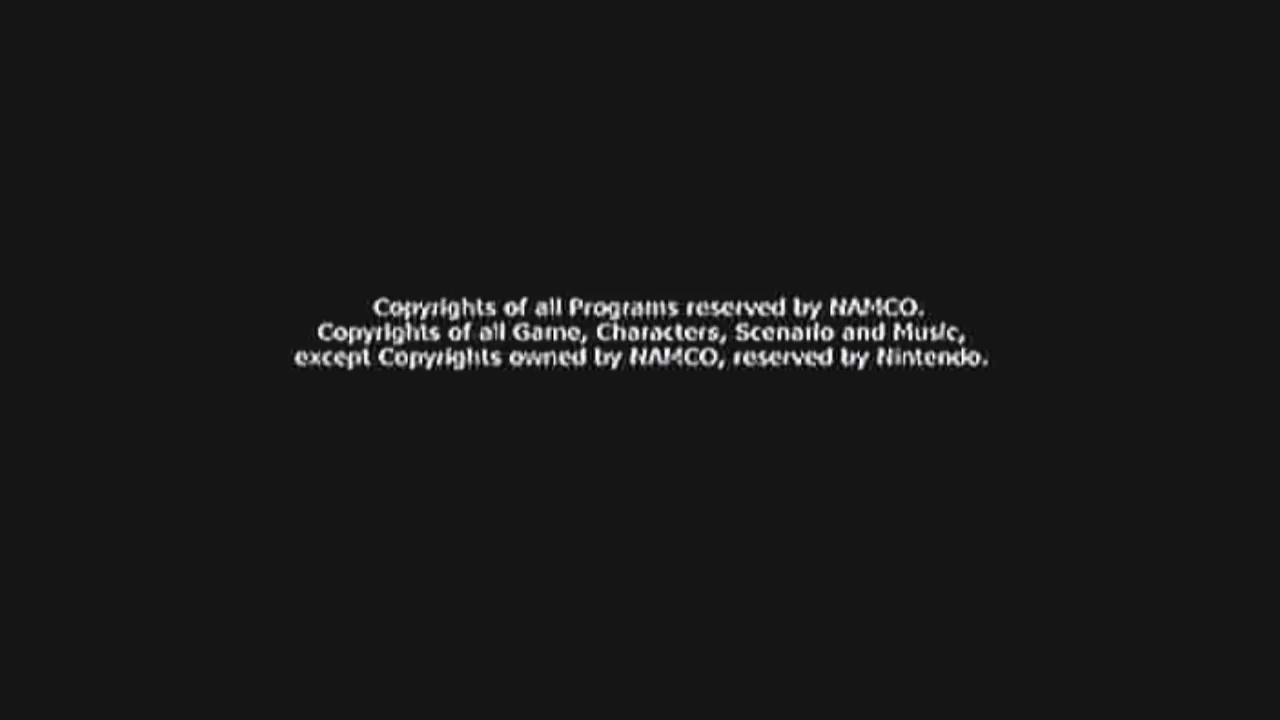 Copyrights of all Programs reserved by NAMCO.
Copyrights of all Game, Characters, Scenario and Music,
except Copyrights owned by NAMCO, reserved by Nintendo.